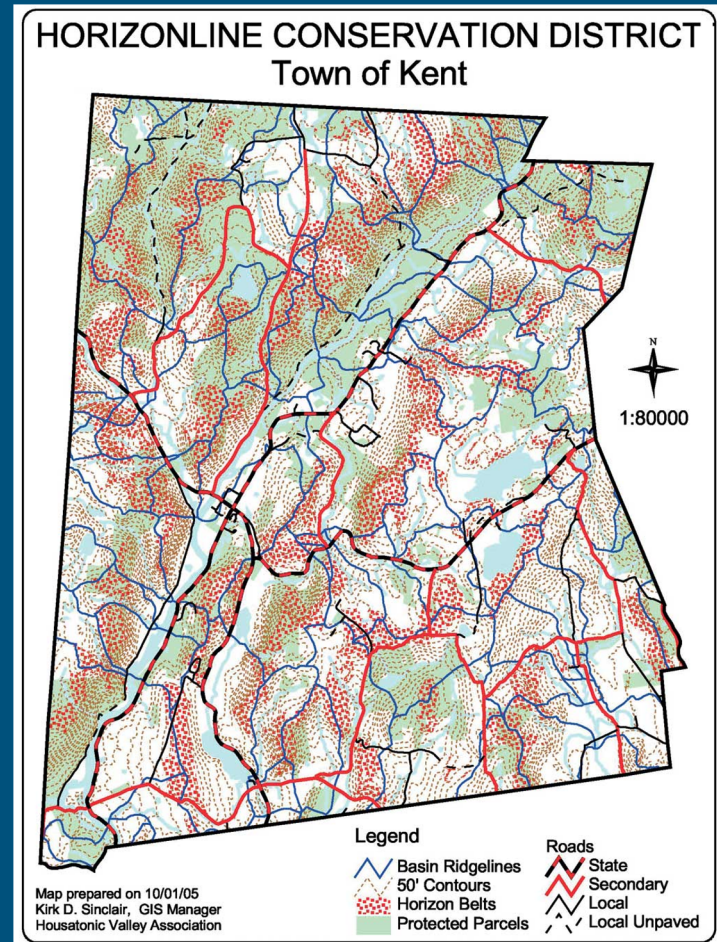 HORIZONLINE CONSERVATION DISTRICT
Town of Kent
N
1:80000
Legend
Basin Ridgelines
50' Contours
Horizon Belts
Protected Parcels
Roads
State
Secondary
Local
Local Unpaved
Map prepared on 10/01/05
Kirk D. Sinclair, GIS Manager
Housatonic Valley Association